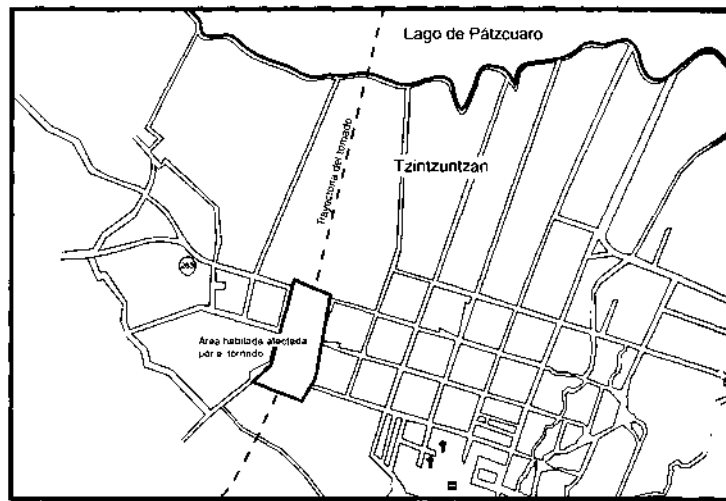 Lago de Pátzcuaro
Trayectoria del tornado
Tzintzuntzan
Área habitada afectada
por el tornado